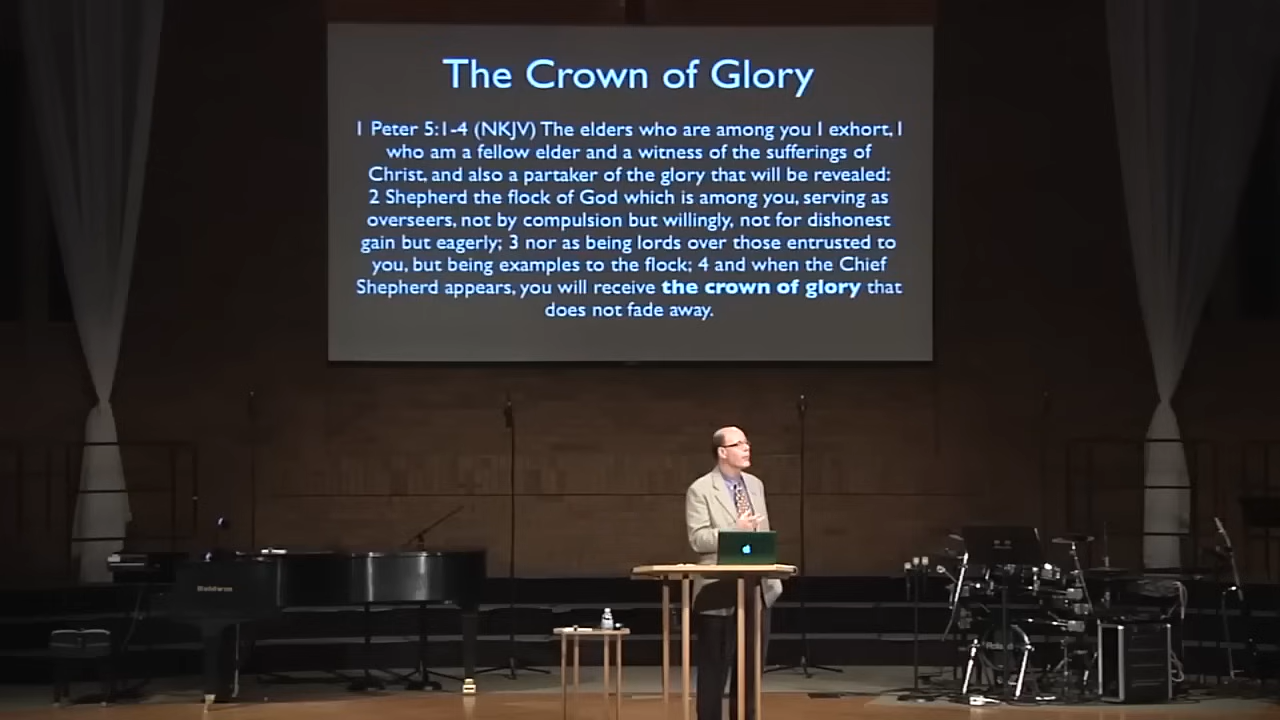 The Crown of Glory
1 Peter 5:1-4 (NKJV) The elders who are among you I exhort, I
who am a fellow elder and a witness of the sufferings of
Christ, and also a partaker of the glory that will be revealed:
2 Shepherd the flock of God which is among you, serving as
overseers, not by compulsion but willingly, not for dishonest
gain but eagerly; 3 nor as being lords over those entrusted to
you, but being examples to the flock; 4 and when the Chief
Shepherd appears, you will receive the crown of glory that
does not fade away.
Baldwin
Roland